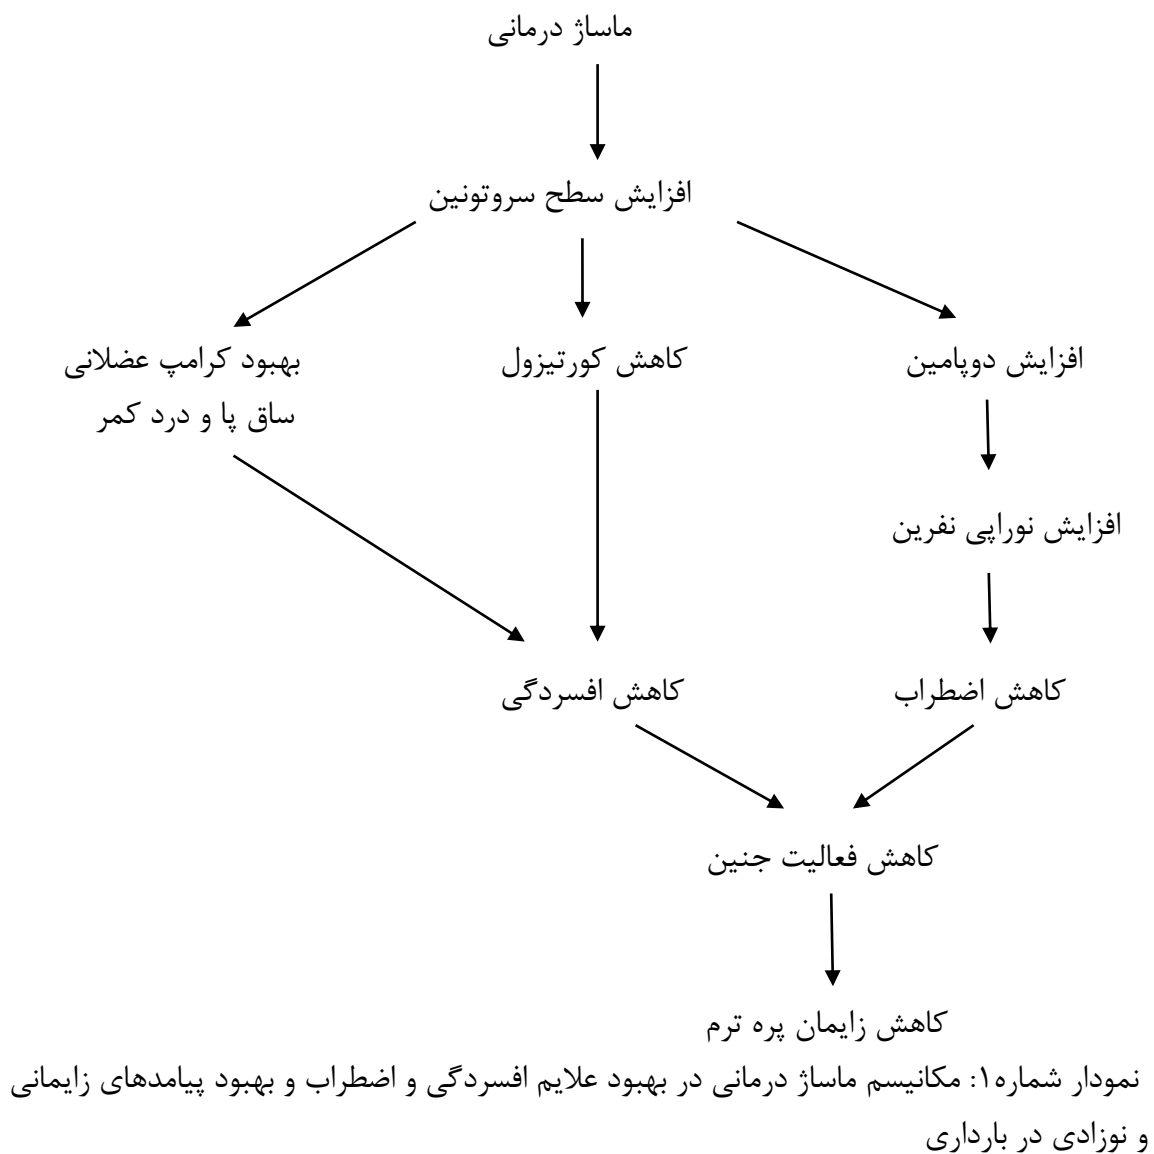 ماساژ درمانی
افزایش سطح سروتونین
افزایش دوپامین
کاهش کورتیزول
بهبود کرامپ عضلانی
ساق پا و درد کمر
افزایش نوراپی نفرین
کاهش اضطراب
کاهش افسردگی
کاهش فعالیت جنین
کاهش زایمان پره ترم
نمودار شماره۱: مکانیسم ماساژ درمانی در بهبود علایم افسردگی و اضطراب و بهبود پیامدهای زایمانی
و نوزادی در بارداری